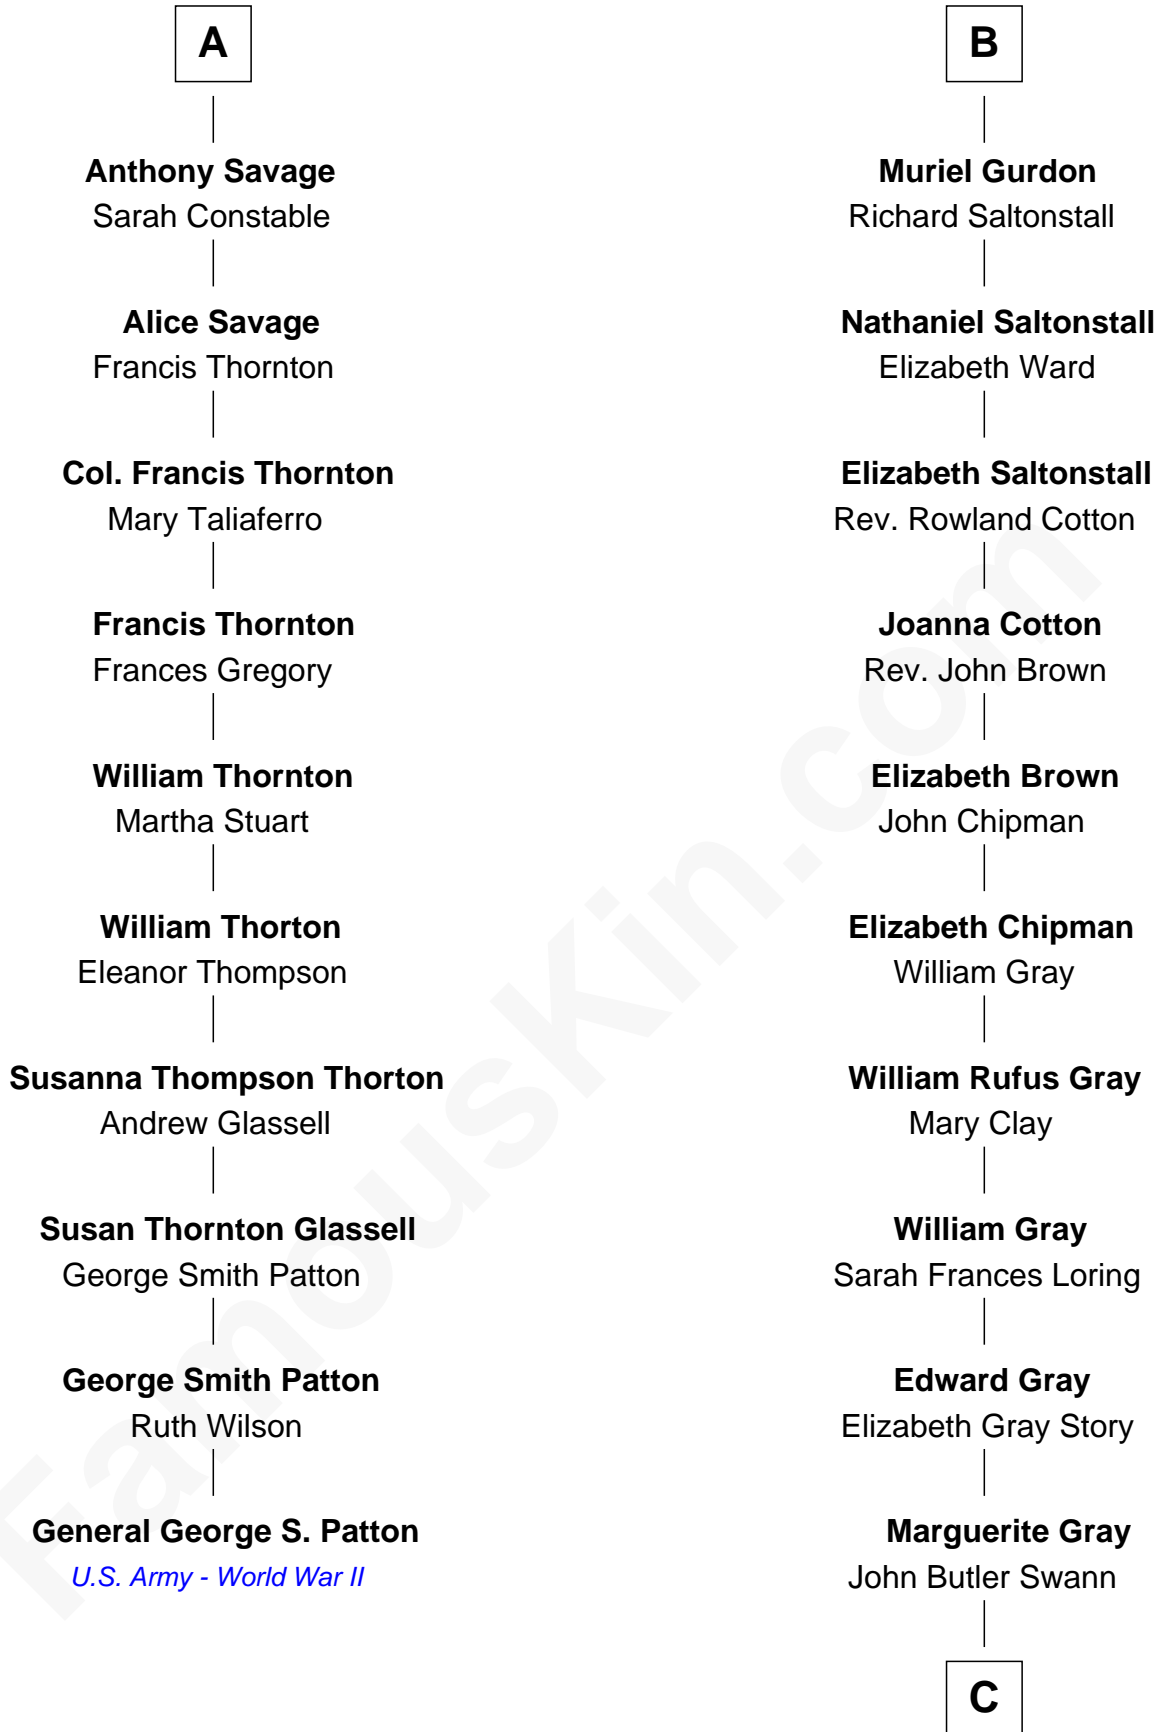 A
Anthony Savage
Sarah Constable
Alice Savage
Francis Thornton
Col. Francis Thornton
Mary Taliaferro
Francis Thornton
Frances Gregory
William Thornton
Martha Stuart
William Thorton
Eleanor Thompson
Susanna Thompson Thorton
Andrew Glassell
Susan Thornton Glassell
George Smith Patton
George Smith Patton
Ruth Wilson
General George S. Patton
U.S. Army - World War II
B
Muriel Gurdon
Richard Saltonstall
Nathaniel Saltonstall
Elizabeth Ward
Elizabeth Saltonstall
Rev. Rowland Cotton
Joanna Cotton
Rev. John Brown
Elizabeth Brown
John Chipman
Elizabeth Chipman
William Gray
William Rufus Gray
Mary Clay
William Gray
Sarah Frances Loring
Edward Gray
Elizabeth Gray Story
Marguerite Gray
John Butler Swann
C
FamousKin.com